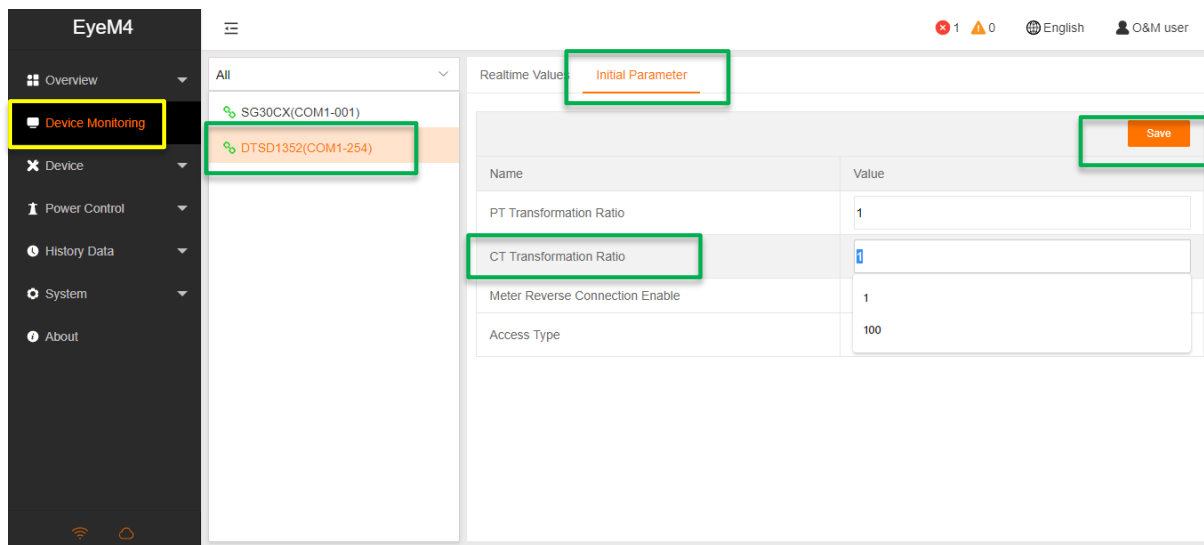 EyeM4
1
0
English
O&M user
Overview
Device Monitoring
Device
Power Control
History Data
System
About
All
SG30CX(COM1-001)
DTSD1352(COM1-254)
Realtime Values
Initial Parameter
Save
Name
Value
PT Transformation Ratio
1
CT Transformation Ratio
1
1
100
Meter Reverse Connection Enable
Access Type